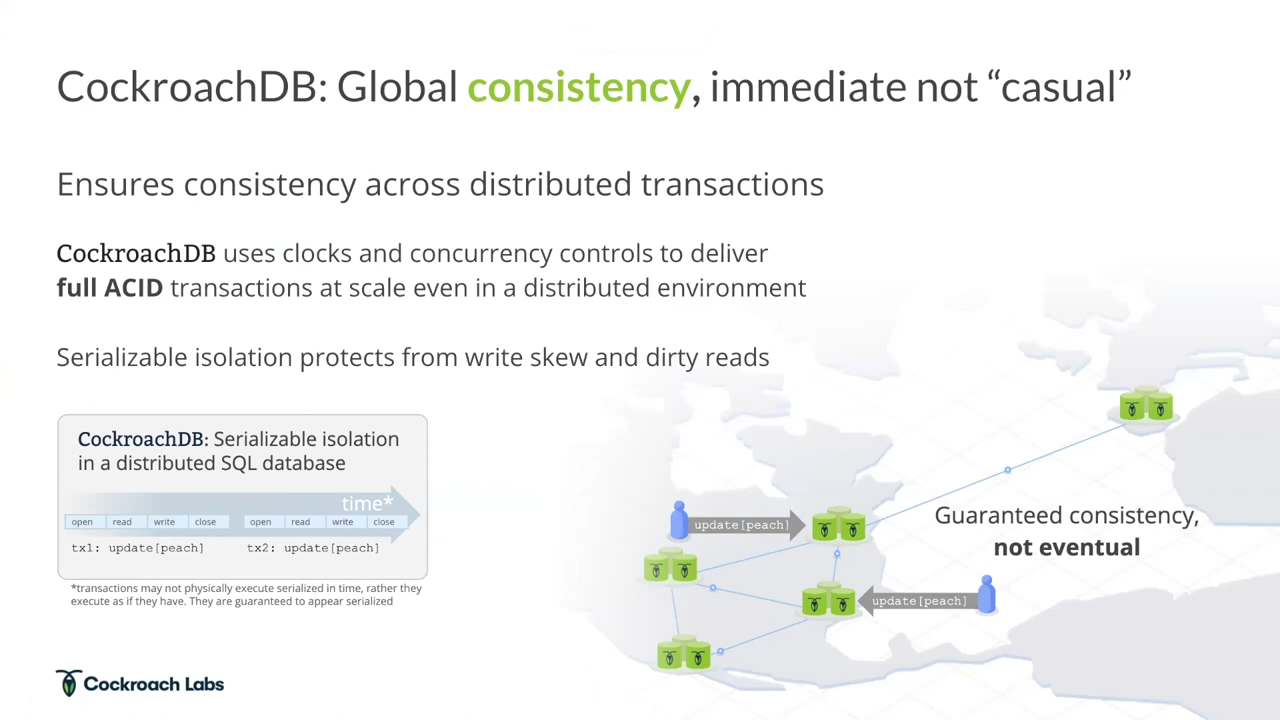 CockroachDB: Global consistency, immediate not “casual”
Ensures consistency across distributed transactions
CockroachDB uses clocks and concurrency controls to deliver
full ACID transactions at scale even in a distributed environment
Serializable isolation protects from write skew and dirty reads
CockroachDB: Serializable isolation
in a distributed SQL database
time*
open read write close open read write close
tx1: update[peach] tx2: update[peach]
*transactions may not physically execute serialized in time, rather they
execute as if they have. They are guaranteed to appear serialized
update[peach]
Guaranteed consistency,
not eventual
update[peach]
Cockroach Labs